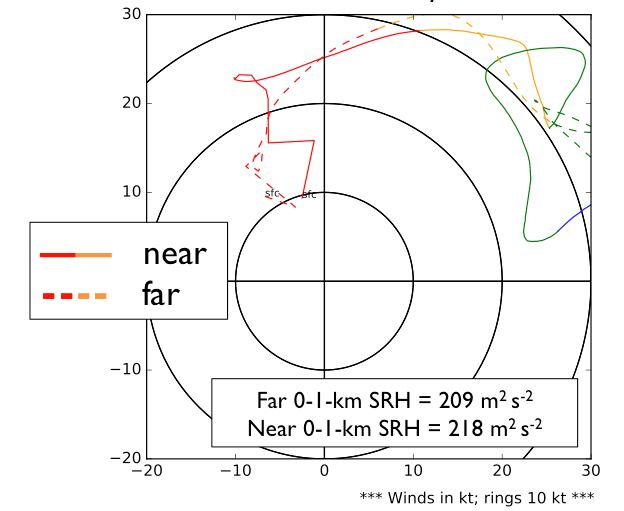 30
20
10
0
−10
−20
sfc
sfc
near
far
Far 0-1-km SRH = 209 m² s⁻²
Near 0-1-km SRH = 218 m² s⁻²
−20 −10 0 10 20 30
*** Winds in kt; rings 10 kt ***